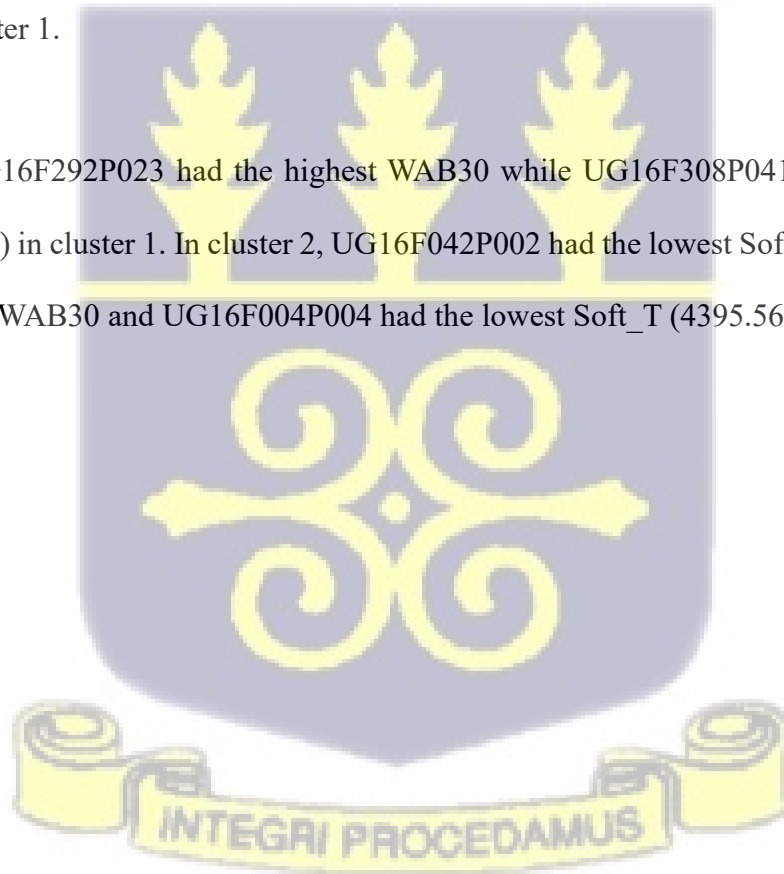 ter 1.
16F292P023 had the highest WAB30 while UG16F308P041
) in cluster 1. In cluster 2, UG16F042P002 had the lowest Sof
WAB30 and UG16F004P004 had the lowest Soft_T (4395.56
INTEGRI PROCEDAMUS